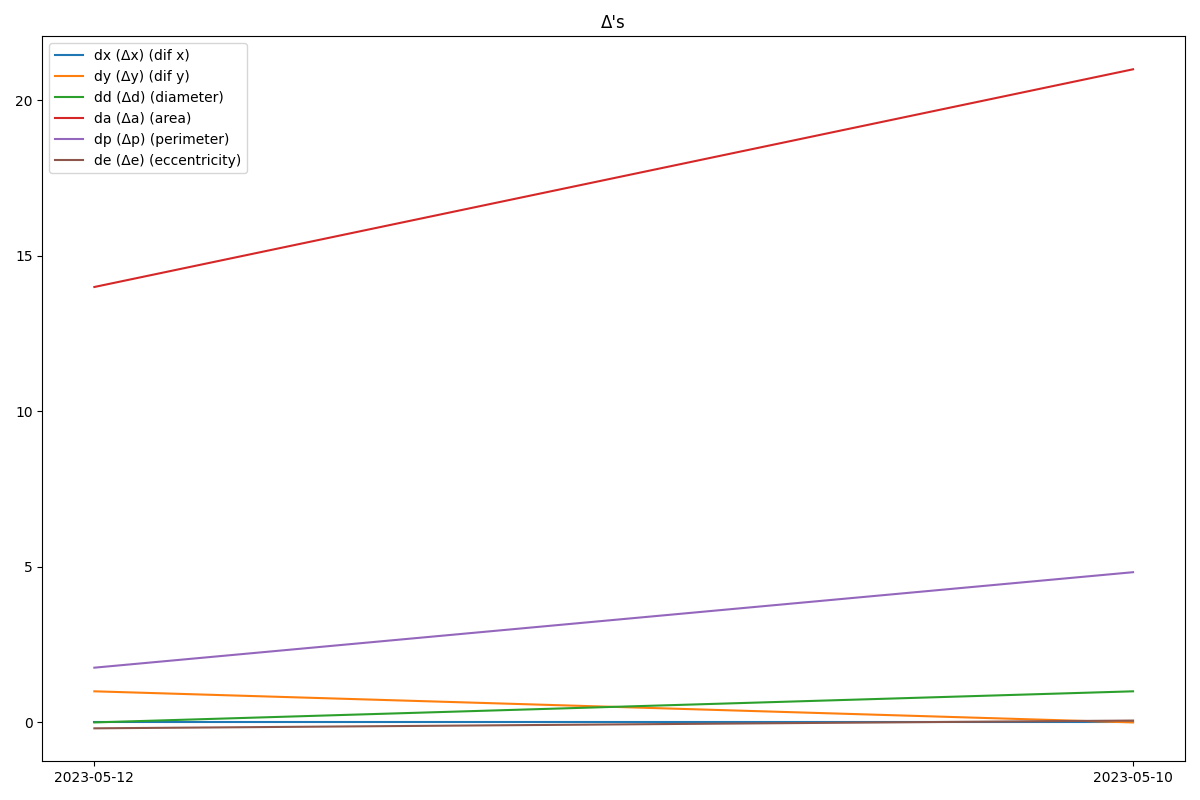 Δ's
dx (Δx) (dif x)
dy (Δy) (dif y)
dd (Δd) (diameter)
da (Δa) (area)
dp (Δp) (perimeter)
de (Δe) (eccentricity)
20
15
10
5
0
2023-05-12 2023-05-10